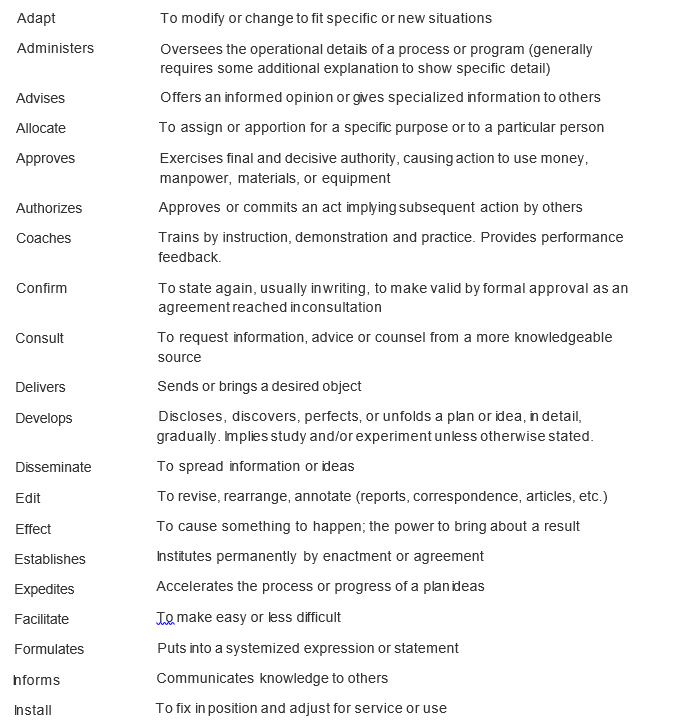 Adapt To modify or change to fit specific or new situations
Administers Oversees the operational details of a process or program (generally
requires some additional explanation to show specific detail)
Advises Offers an informed opinion or gives specialized information to others
Allocate To assign or apportion for a specific purpose or to a particular person
Approves Exercises final and decisive authority, causing action to use money,
manpower, materials, or equipment
Authorizes Approves or commits an act implying subsequent action by others
Coaches Trains by instruction, demonstration and practice. Provides performance
feedback.
Confirm To state again, usually in writing, to make valid by formal approval as an
agreement reached in consultation
Consult To request information, advice or counsel from a more knowledgeable
source
Delivers Sends or brings a desired object
Develops Discloses, discovers, perfects, or unfolds a plan or idea, in detail,
gradually. Implies study and/or experiment unless otherwise stated.
Disseminate To spread information or ideas
Edit To revise, rearrange, annotate (reports, correspondence, articles, etc.)
Effect To cause something to happen; the power to bring about a result
Establishes Institutes permanently by enactment or agreement
Expedites Accelerates the process or progress of a plan ideas
Facilitate To make easy or less difficult
Formulates Puts into a systemized expression or statement
Informs Communicates knowledge to others
Install To fix in position and adjust for service or use